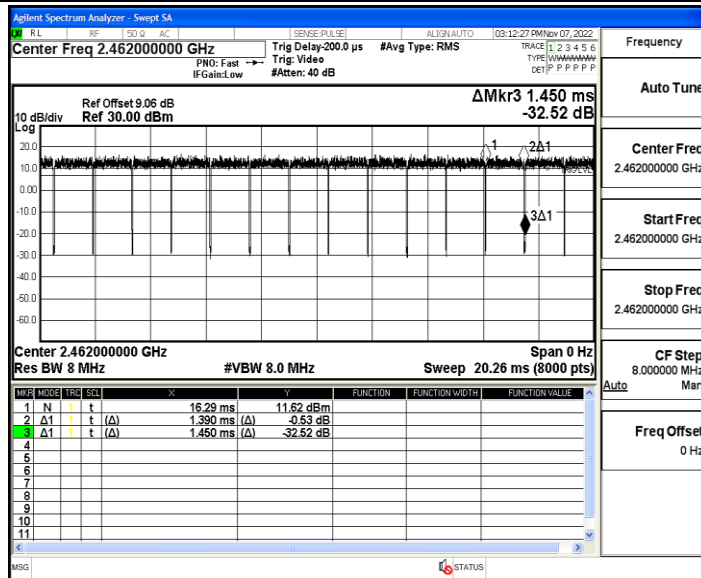 Agilent Spectrum Analyzer - Swept SA
RL RF 50 Ω AC SENSE:PULSE ALIGN AUTO 03:12:27 PM Nov 07, 2022
Center Freq 2.462000000 GHz
PNO: Fast
IFGain:Low
Trig Delay-200.0 µs
Trig: Video
#Atten: 40 dB
#Avg Type: RMS
TRACE 1 2 3 4 5 6
TYPE WWWWWW
DET P P P P P P
Ref Offset 9.06 dB
10 dB/div Ref 30.00 dBm
Log
ΔMkr3 1.450 ms
-32.52 dB
20.0
10.0
0.00
-10.0
-20.0
-30.0
-40.0
-50.0
-60.0
1
2Δ1
3Δ1
TRIG LVL
Center 2.462000000 GHz Span 0 Hz
Res BW 8 MHz #VBW 8.0 MHz Sweep 20.26 ms (8000 pts)
MKR MODE TRC SCL X Y FUNCTION FUNCTION WIDTH FUNCTION VALUE
1 N 1 t 16.29 ms 11.62 dBm
2 Δ1 1 t (Δ) 1.390 ms (Δ) -0.53 dB
3 Δ1 1 t (Δ) 1.450 ms (Δ) -32.52 dB
4
5
6
7
8
9
10
11
MSG STATUS
Frequency
Auto Tune
Center Freq
2.462000000 GHz
Start Freq
2.462000000 GHz
Stop Freq
2.462000000 GHz
CF Step
8.000000 MHz
Auto Man
Freq Offset
0 Hz